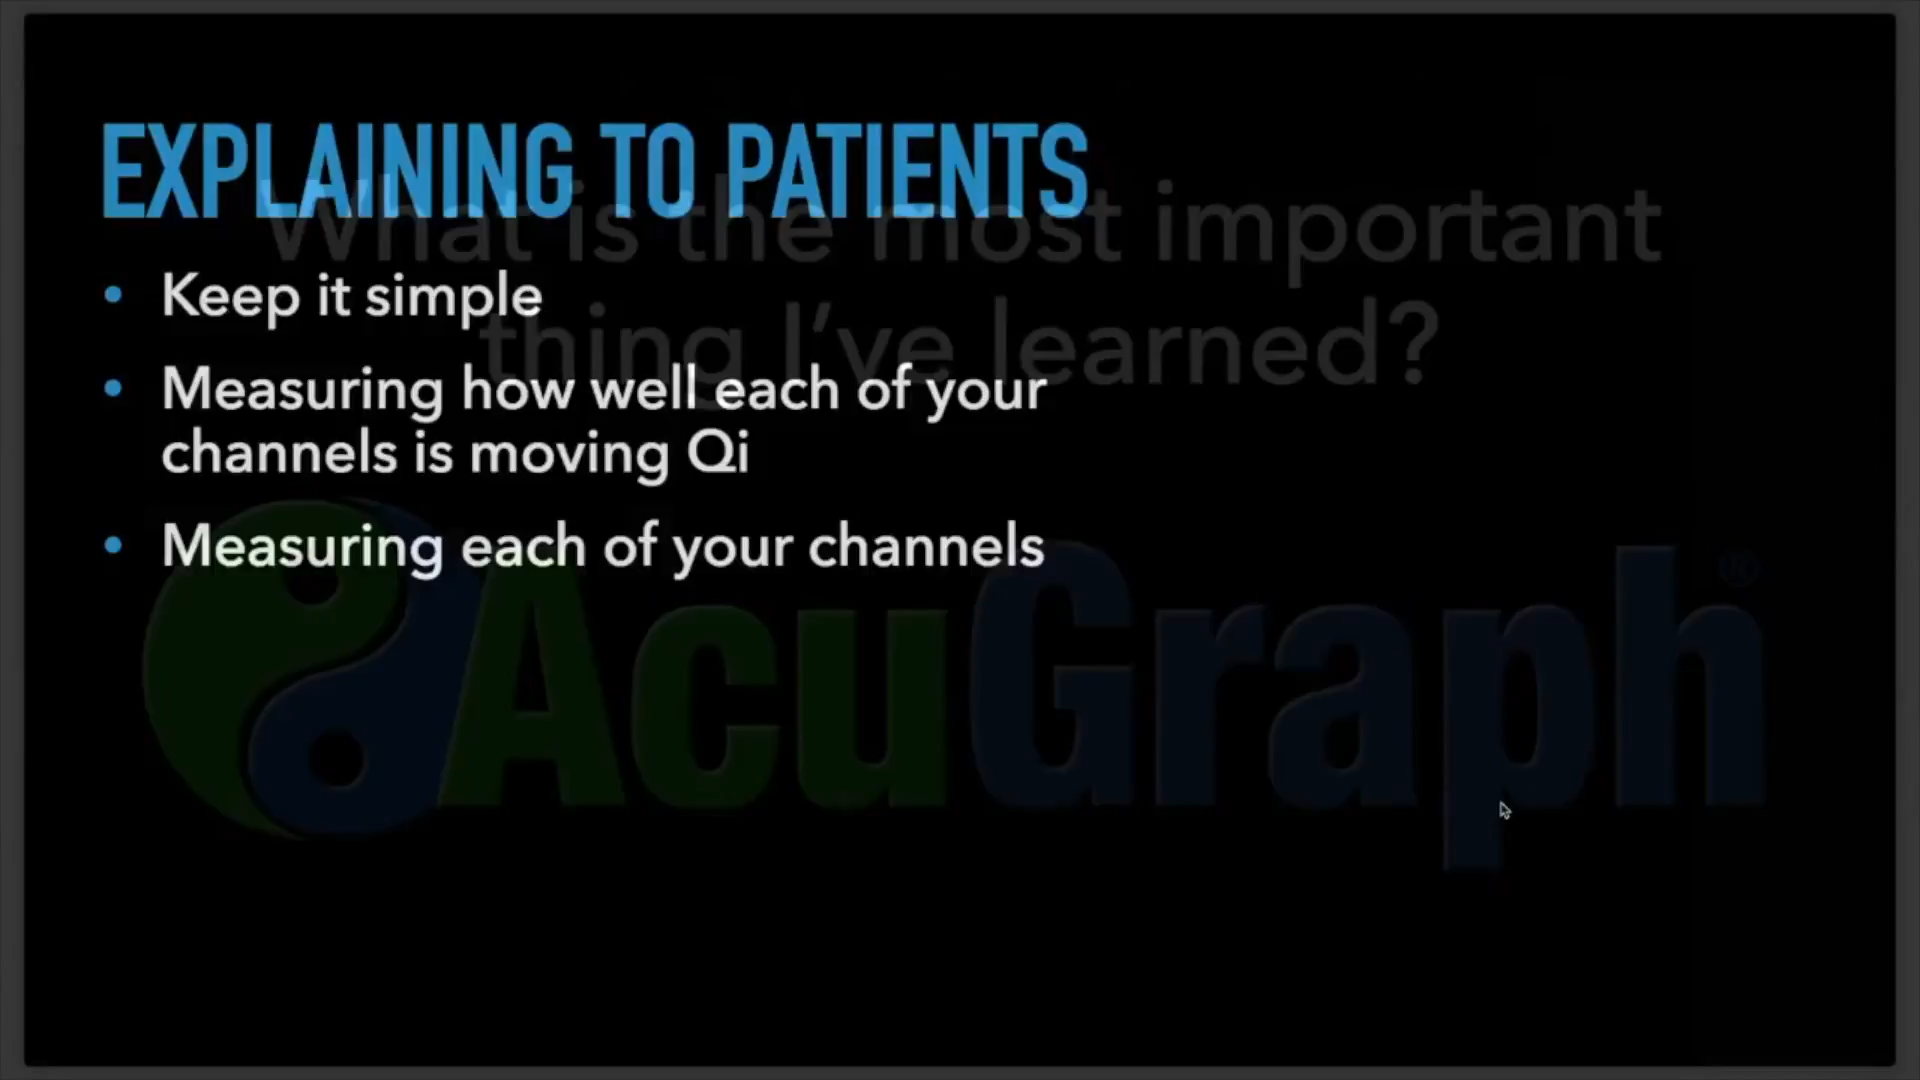 EXPLAINING TO PATIENTS
What is the most important
thing I've learned?
• Keep it simple
• Measuring how well each of your
channels is moving Qi
• Measuring each of your channels
AcuGraph®